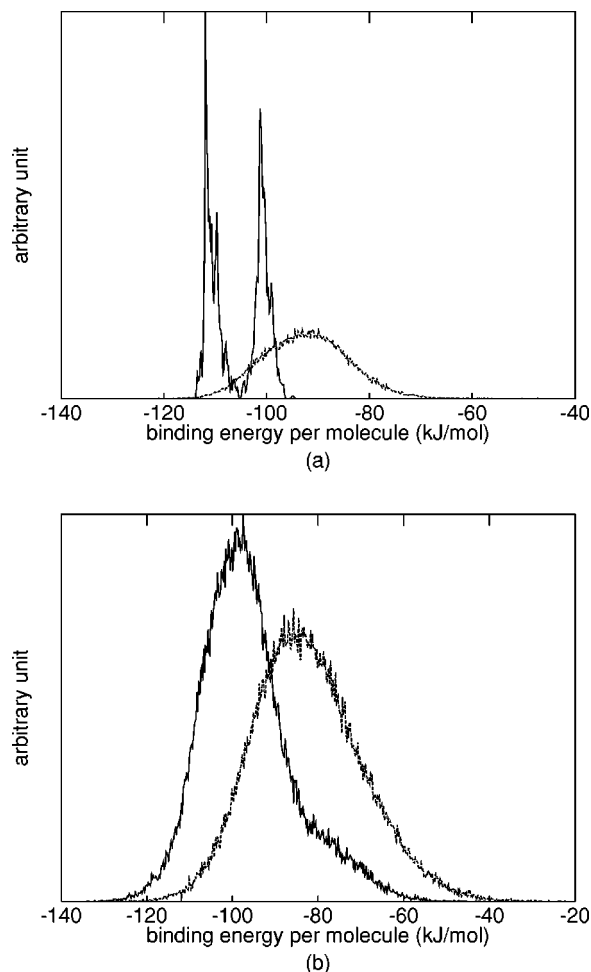 arbitrary unit
-140 -120 -100 -80 -60 -40
binding energy per molecule (kJ/mol)
(a)
arbitrary unit
-140 -120 -100 -80 -60 -40 -20
binding energy per molecule (kJ/mol)
(b)